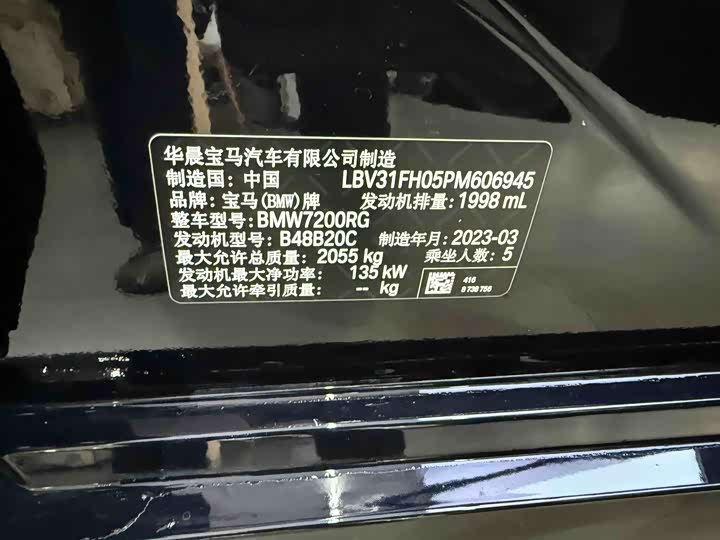 华晨宝马汽车有限公司制造
制造国: 中国 LBV31FH05PM606945
品牌: 宝马(BMW)牌 发动机排量: 1998 mL
整车型号: BMW7200RG
发动机型号: B48B20C 制造年月: 2023-03
最大允许总质量: 2055 kg 乘坐人数: 5
发动机最大净功率: 135 kW
最大允许牵引质量: -- kg
416
8 738 756